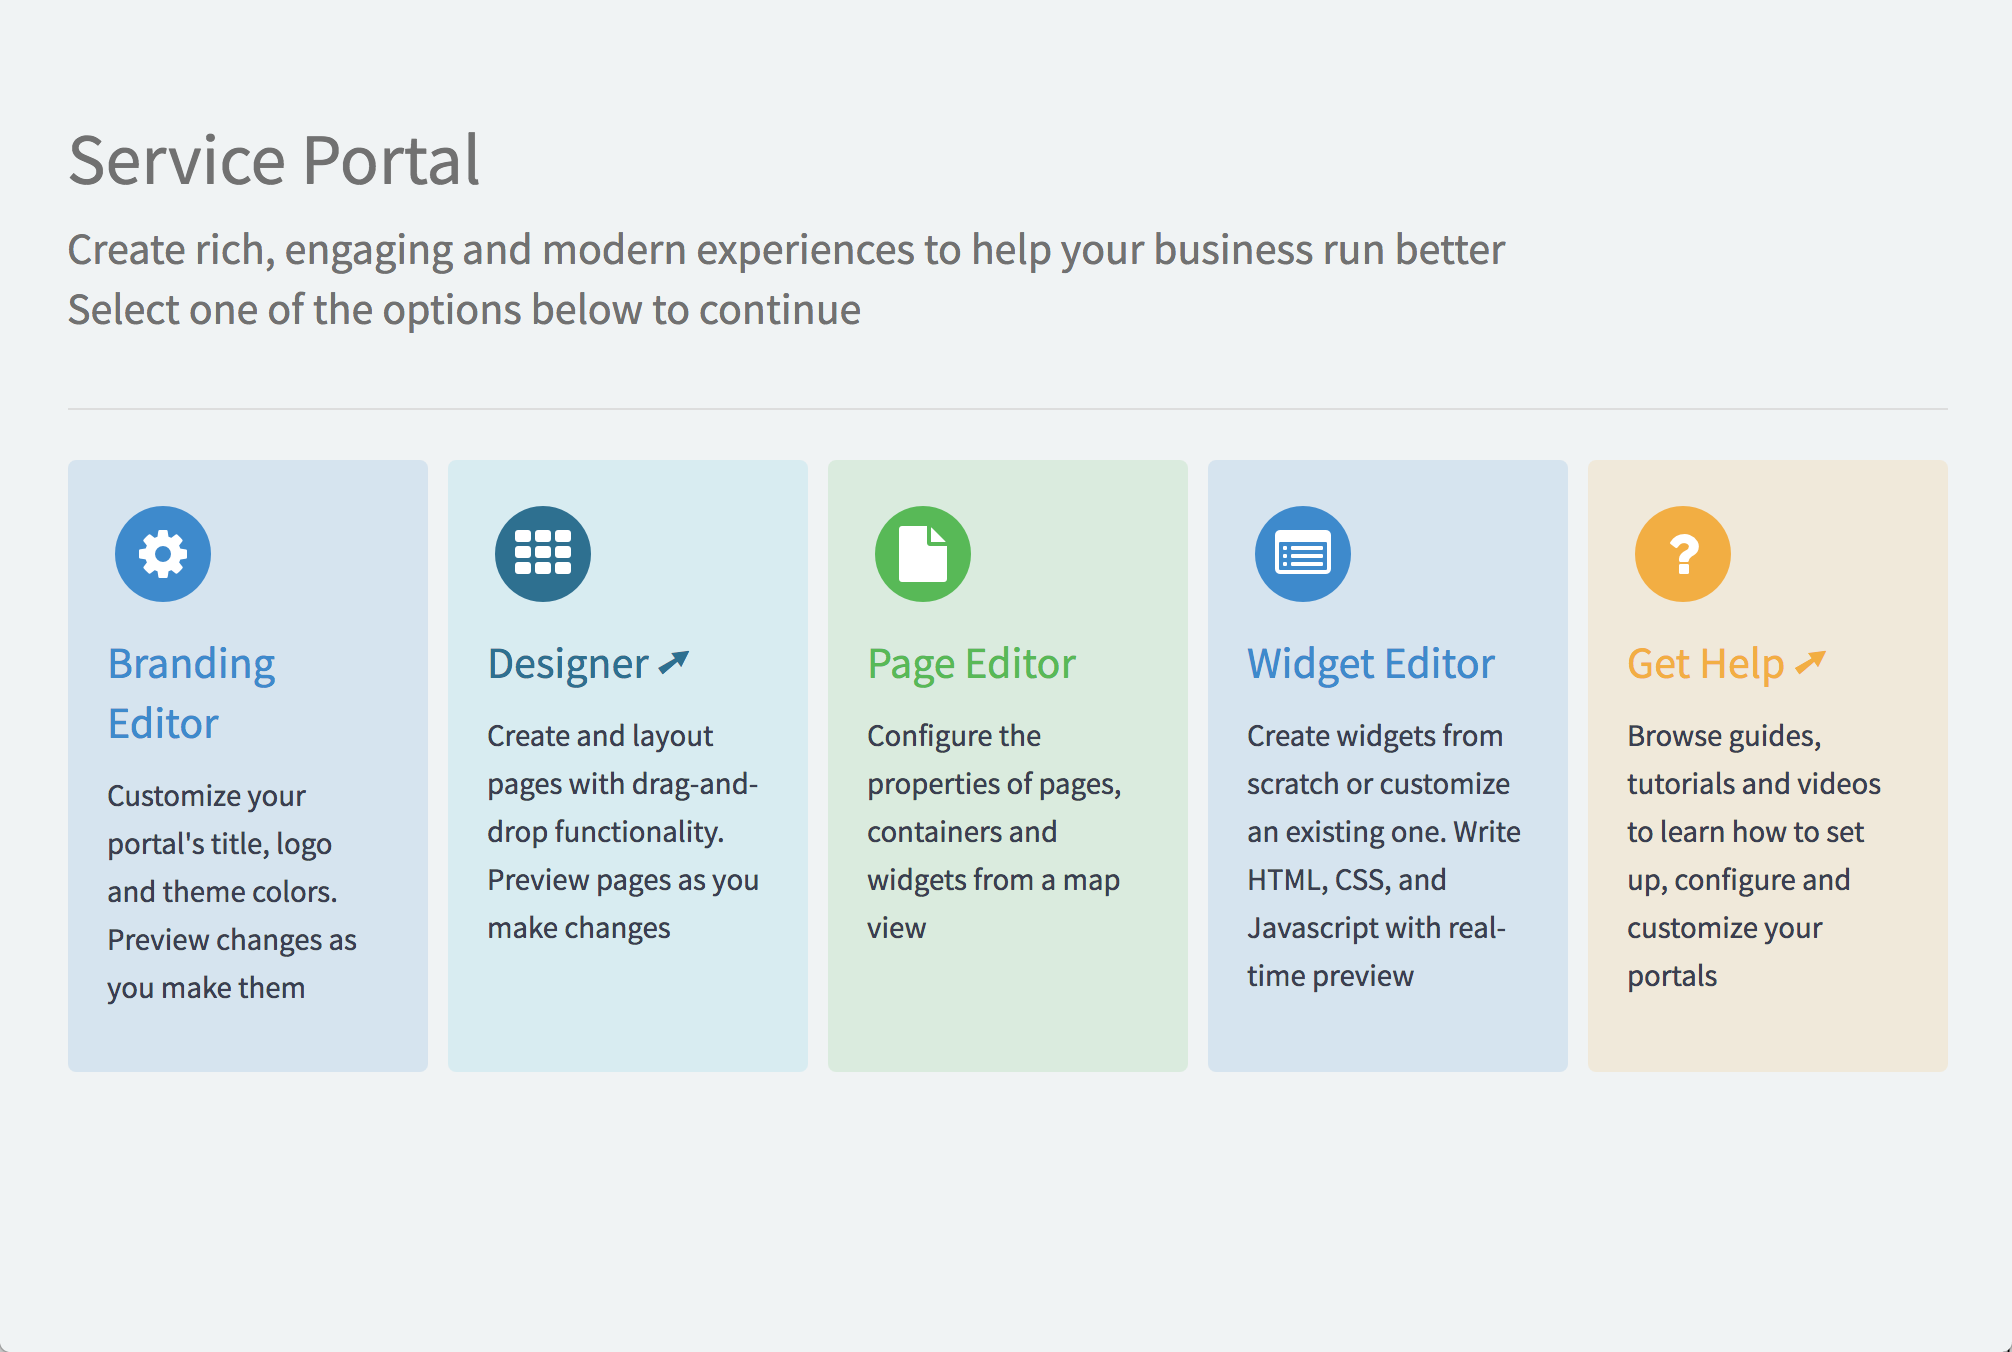 Service Portal
Create rich, engaging and modern experiences to help your business run better
Select one of the options below to continue
Branding
Editor
Customize your
portal's title, logo
and theme colors.
Preview changes as
you make them
Designer
Create and layout
pages with drag-and-
drop functionality.
Preview pages as you
make changes
Page Editor
Configure the
properties of pages,
containers and
widgets from a map
view
Widget Editor
Create widgets from
scratch or customize
an existing one. Write
HTML, CSS, and
Javascript with real-
time preview
?
Get Help
Browse guides,
tutorials and videos
to learn how to set
up, configure and
customize your
portals